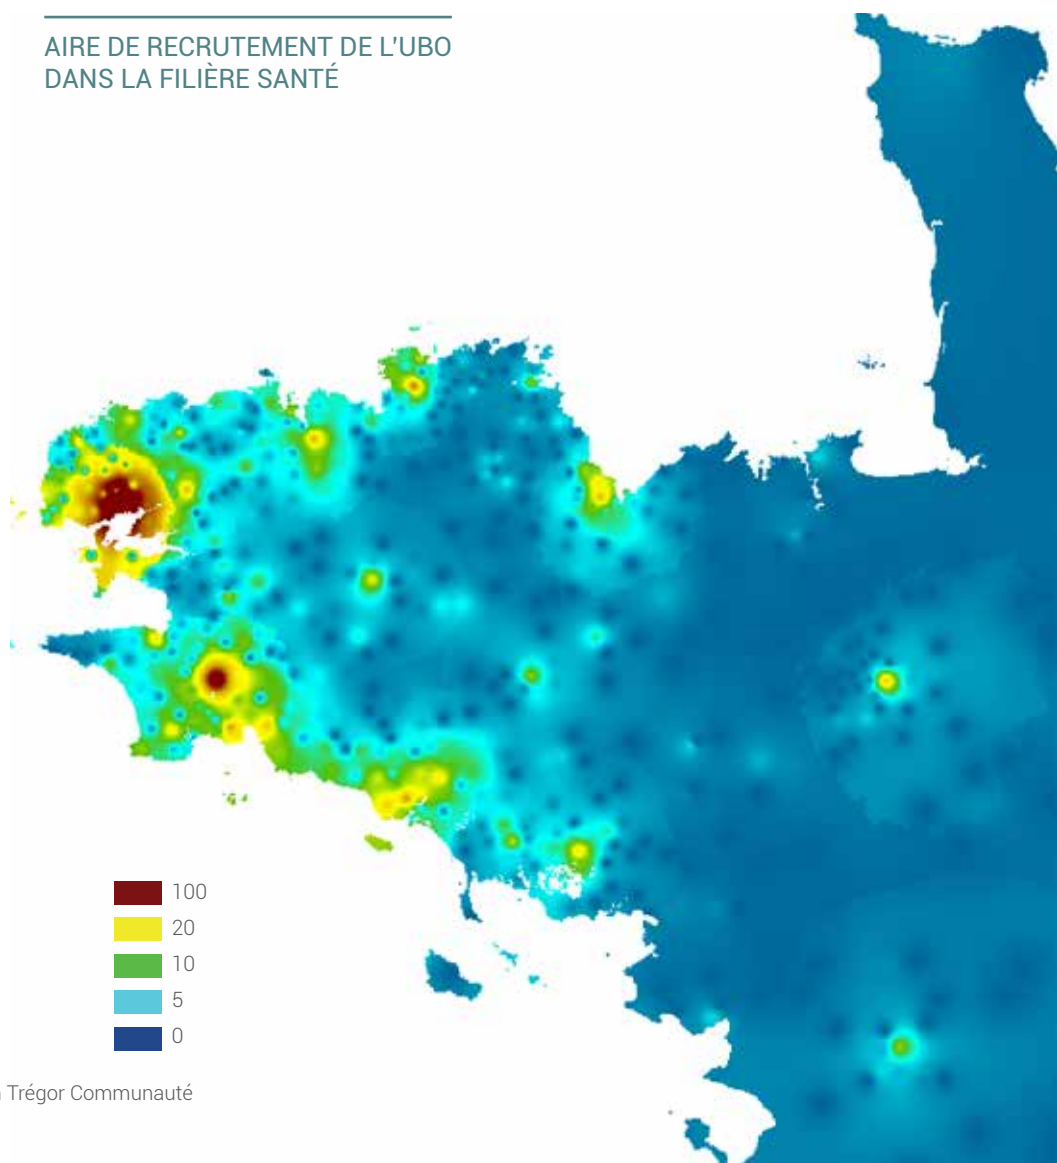 AIRE DE RECRUTEMENT DE L'UBO
DANS LA FILIÈRE SANTÉ
100
20
10
5
0
Trégor Communauté